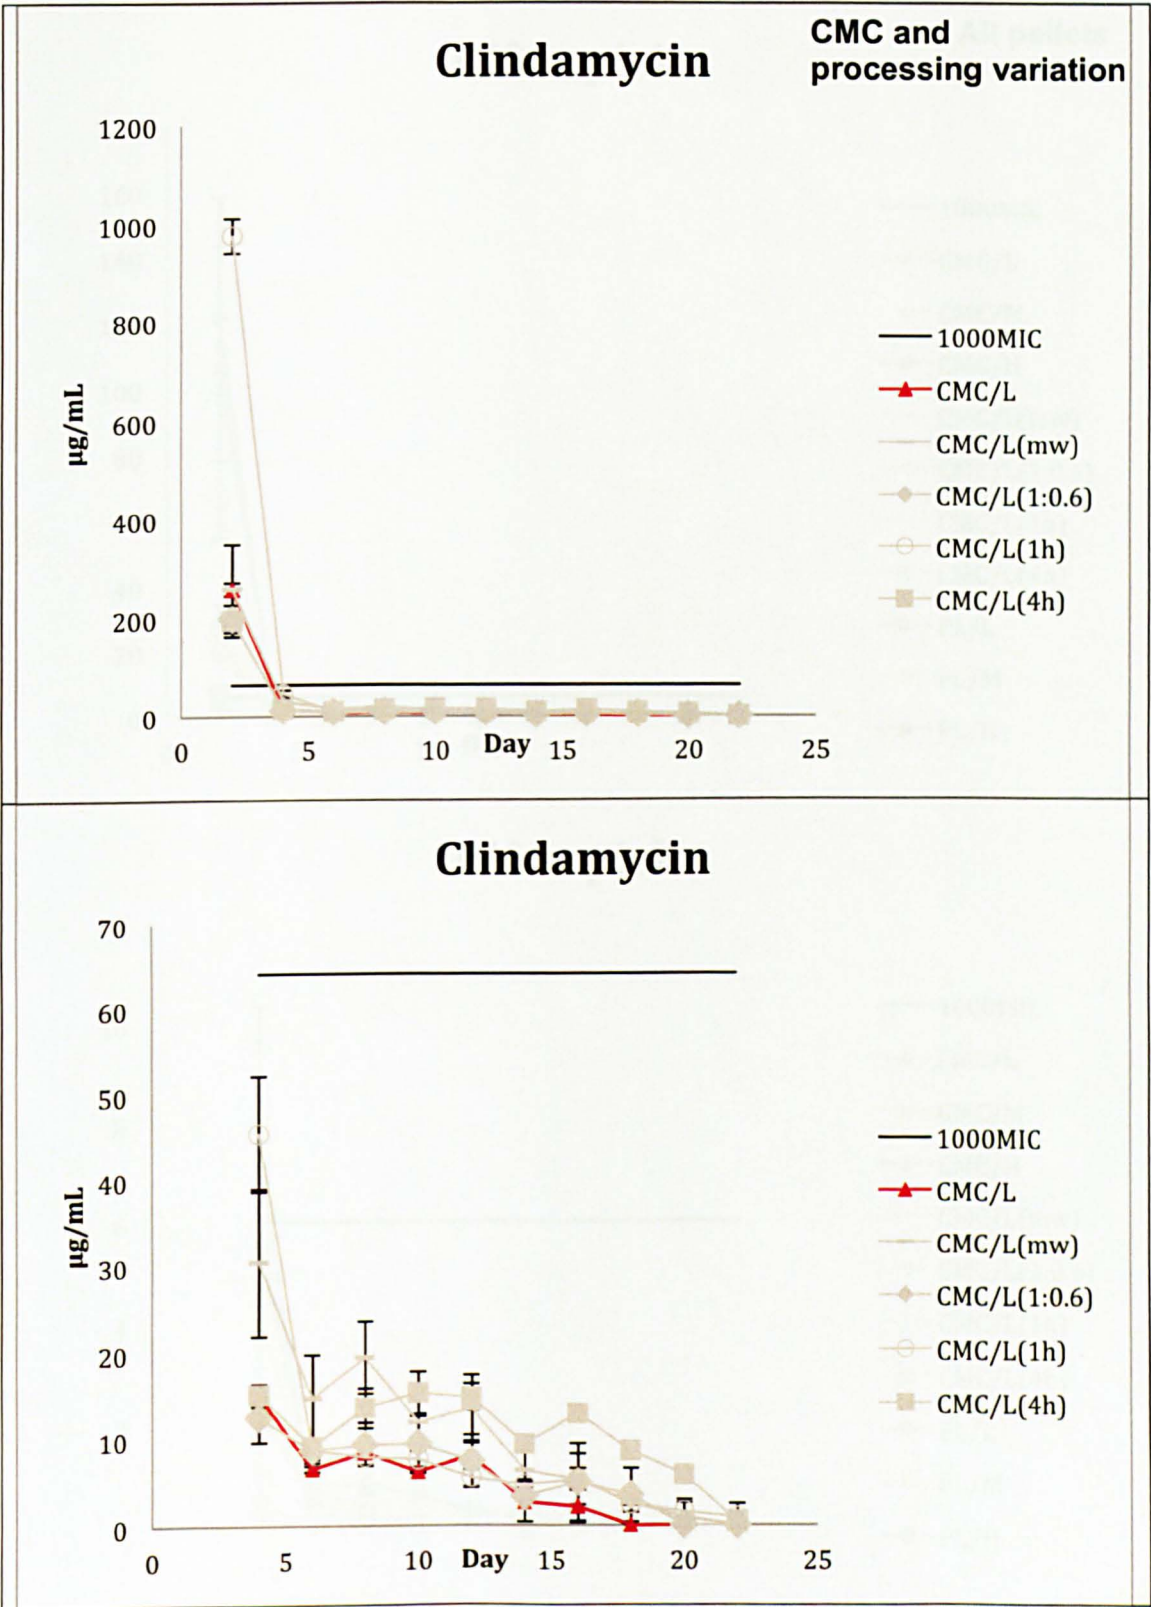 Clindamycin
CMC and
processing variation
1200
1000
800
600
400
200
0
µg/mL
0 5 10 Day 15 20 25
1000MIC
CMC/L
CMC/L(mw)
CMC/L(1:0.6)
CMC/L(1h)
CMC/L(4h)
Clindamycin
70
60
50
40
30
20
10
0
µg/mL
0 5 10 Day 15 20 25
1000MIC
CMC/L
CMC/L(mw)
CMC/L(1:0.6)
CMC/L(1h)
CMC/L(4h)